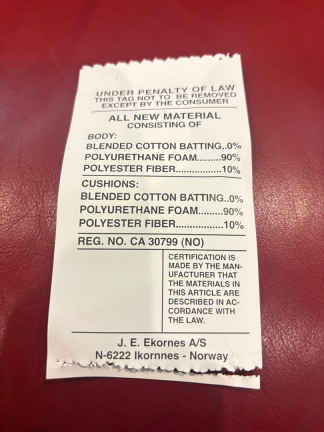 UNDER PENALTY OF LAW
THIS TAG NOT TO BE REMOVED
EXCEPT BY THE CONSUMER
ALL NEW MATERIAL
CONSISTING OF
BODY:
BLENDED COTTON BATTING..0%
POLYURETHANE FOAM.........90%
POLYESTER FIBER..................10%
CUSHIONS:
BLENDED COTTON BATTING..0%
POLYURETHANE FOAM.........90%
POLYESTER FIBER..................10%
REG. NO. CA 30799 (NO)
CERTIFICATION IS
MADE BY THE MAN-
UFACTURER THAT
THE MATERIALS IN
THIS ARTICLE ARE
DESCRIBED IN AC-
CORDANCE WITH
THE LAW.
J. E. Ekornes A/S
N-6222 Ikornnes - Norway